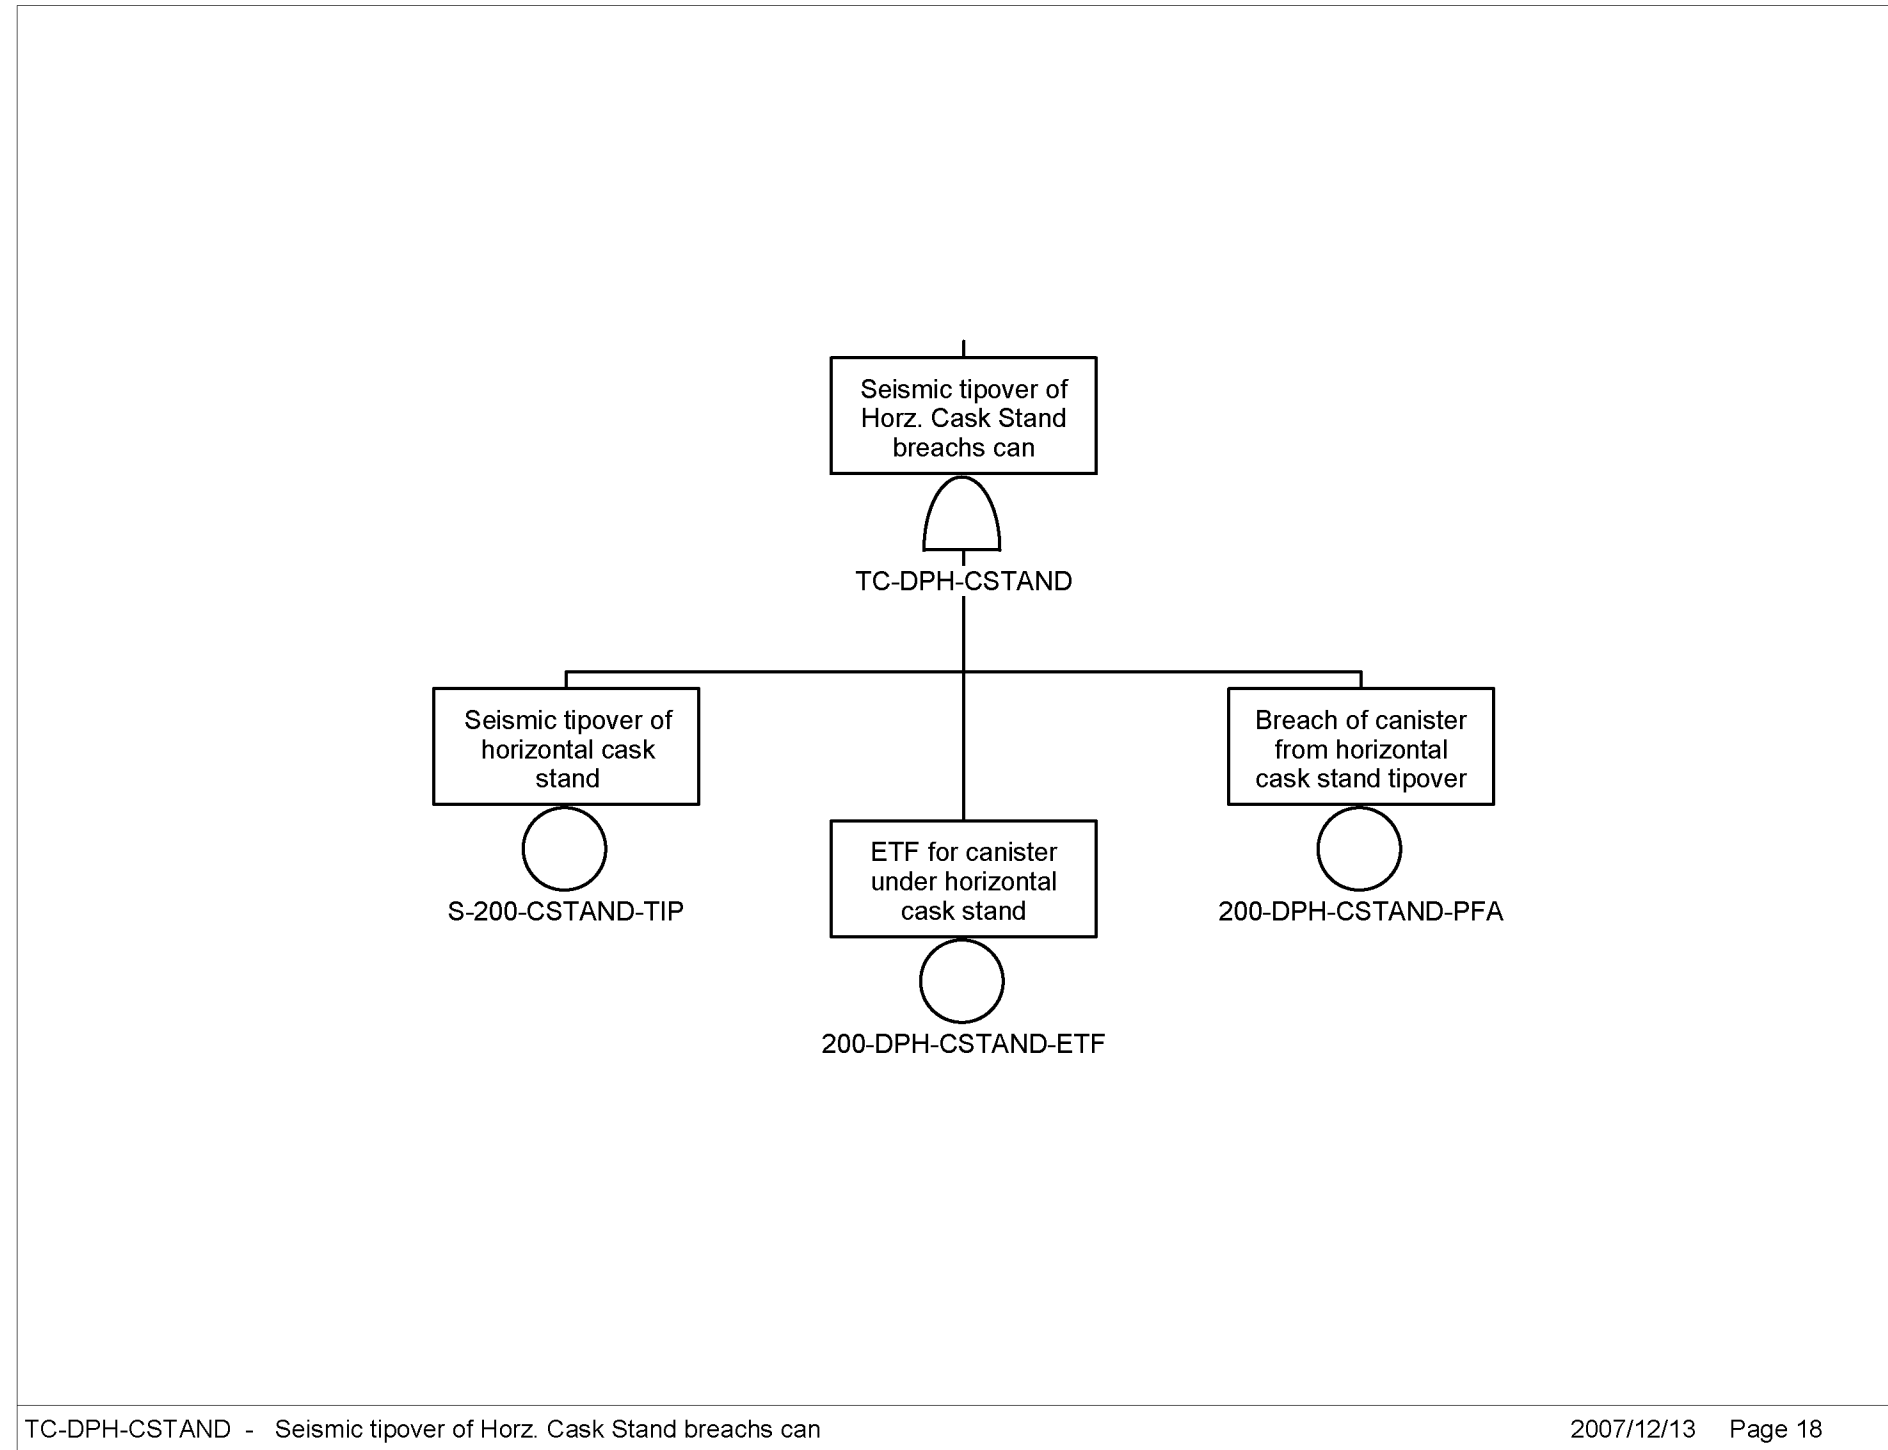 Seismic tipover of
Horz. Cask Stand
breachs can
TC-DPH-CSTAND
Seismic tipover of
horizontal cask
stand
S-200-CSTAND-TIP
ETF for canister
under horizontal
cask stand
200-DPH-CSTAND-ETF
Breach of canister
from horizontal
cask stand tipover
200-DPH-CSTAND-PFA
TC-DPH-CSTAND - Seismic tipover of Horz. Cask Stand breachs can
2007/12/13 Page 18